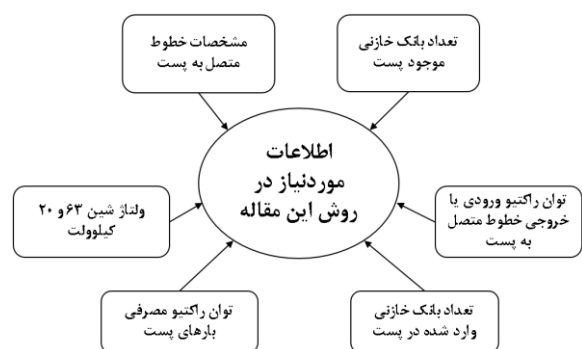 تعداد بانک خازنی
موجود پست
مشخصات خطوط
متصل به پست
اطلاعات
موردنیاز در
روش این مقاله
توان راکتیو ورودی یا
خروجی خطوط متصل
به پست
ولتاژ شین ۶۳ و ۲۰
کیلوولت
تعداد بانک خازنی
وارد شده در پست
توان راکتیو مصرفی
بارهای پست